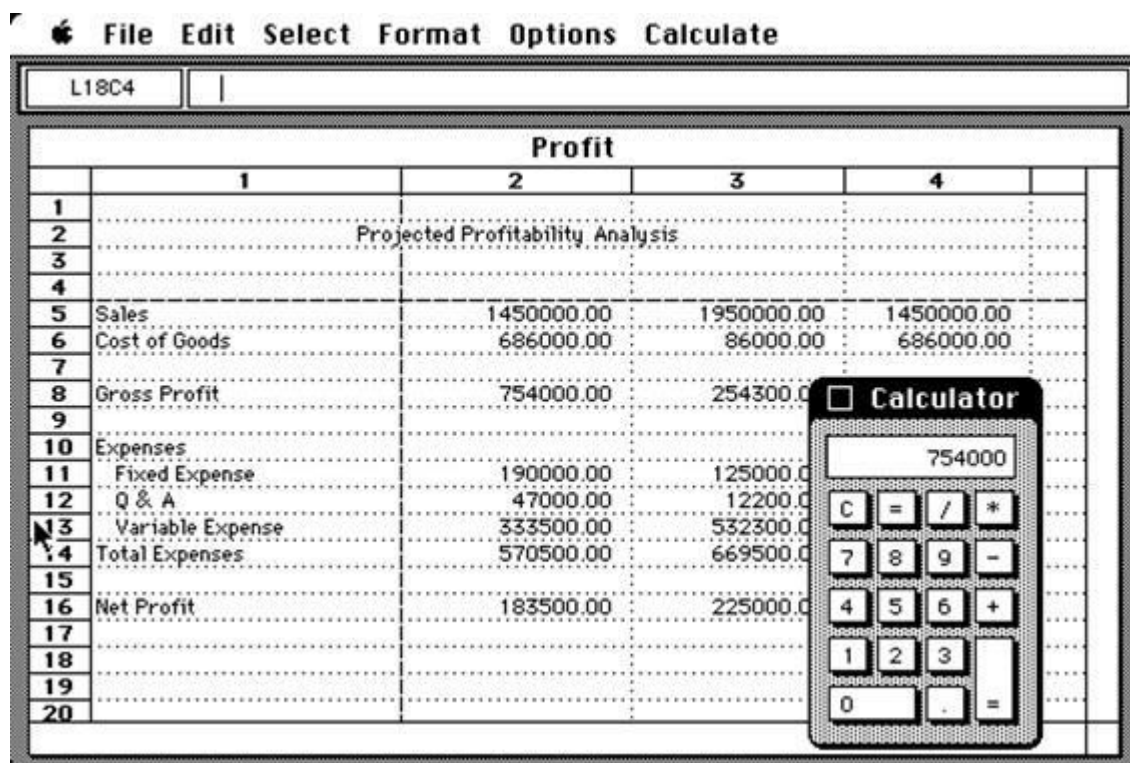 File Edit Select Format Options Calculate
L18C4
Profit
1 2 3 4
1
2 Projected Profitability Analysis
3
4
5 Sales 1450000.00 1950000.00 1450000.00
6 Cost of Goods 686000.00 86000.00 686000.00
7
8 Gross Profit 754000.00 254300.0
9
10 Expenses
11 Fixed Expense 190000.00 125000.0
12 Q & A 47000.00 12200.0
13 Variable Expense 333500.00 532300.0
14 Total Expenses 570500.00 669500.0
15
16 Net Profit 183500.00 225000.0
17
18
19
20
Calculator
754000
C = / *
7 8 9 -
4 5 6 +
1 2 3
0 . =